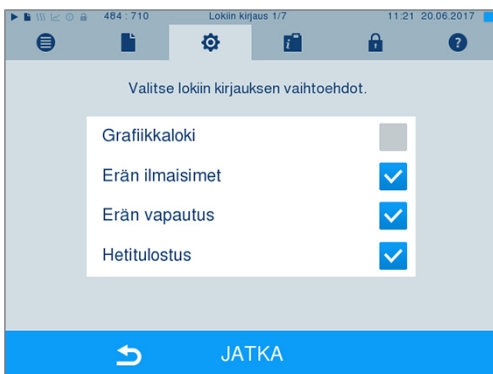 484 : 710 Lokiin kirjaus 1/7 11:21 20.06.2017
Valitse lokiin kirjauksen vaihtoehdot.
Grafiikkaloki
Erän ilmaisimet
Erän vapautus
Hetitulostus
JATKA